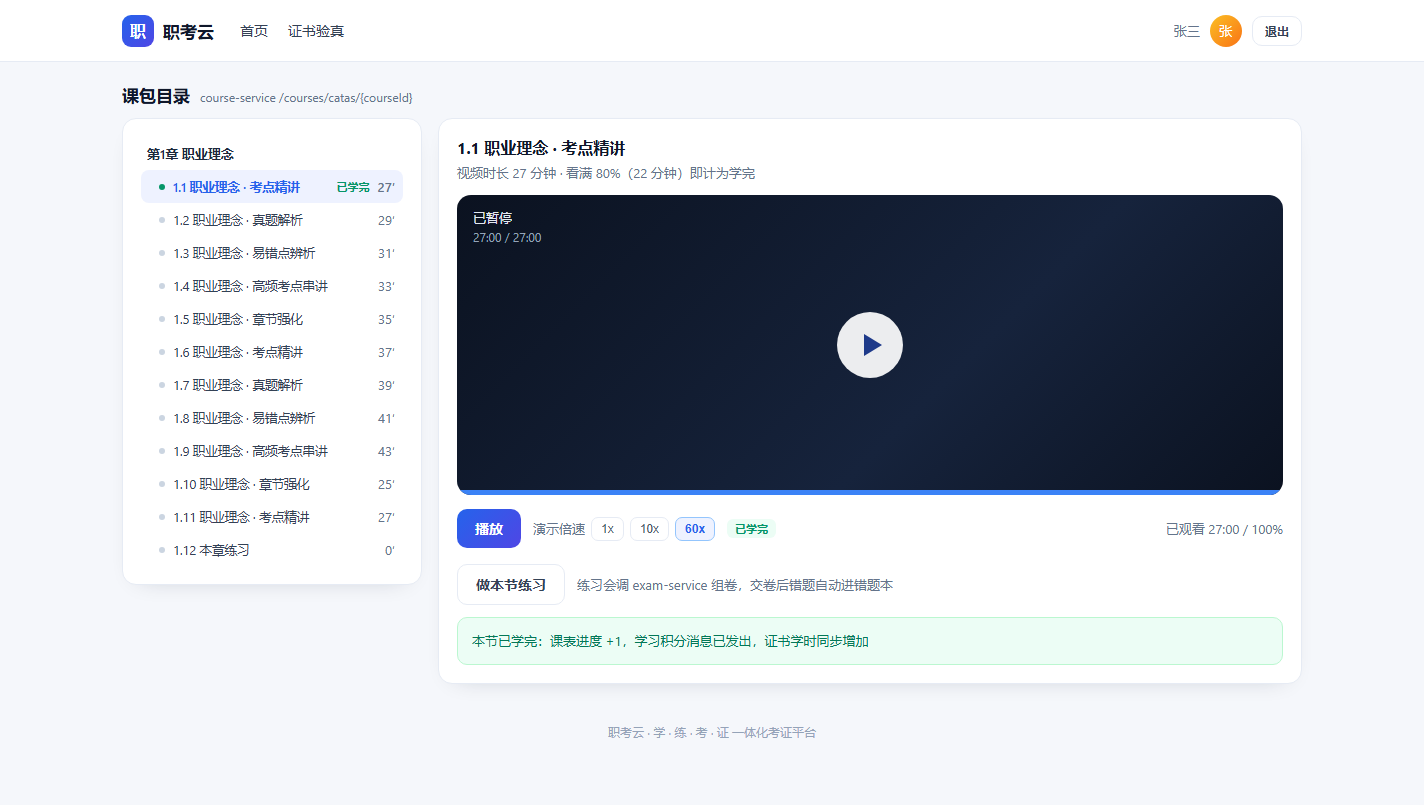 职 职考云 首页 证书验真 张三 张 退出
课包目录 course-service /courses/catas/{courseId}
第1章 职业理念
1.1 职业理念 · 考点精讲 已学完 27'
1.2 职业理念 · 真题解析 29'
1.3 职业理念 · 易错点辨析 31'
1.4 职业理念 · 高频考点串讲 33'
1.5 职业理念 · 章节强化 35'
1.6 职业理念 · 考点精讲 37'
1.7 职业理念 · 真题解析 39'
1.8 职业理念 · 易错点辨析 41'
1.9 职业理念 · 高频考点串讲 43'
1.10 职业理念 · 章节强化 25'
1.11 职业理念 · 考点精讲 27'
1.12 本章练习 0'
1.1 职业理念 · 考点精讲
视频时长 27 分钟 · 看满 80%（22 分钟）即计为学完
已暂停
27:00 / 27:00
播放 演示倍速 1x 10x 60x 已学完 已观看 27:00 / 100%
做本节练习 练习会调 exam-service 组卷，交卷后错题自动进错题本
本节已学完：课表进度 +1，学习积分消息已发出，证书学时同步增加
职考云 · 学 · 练 · 考 · 证 一体化考证平台